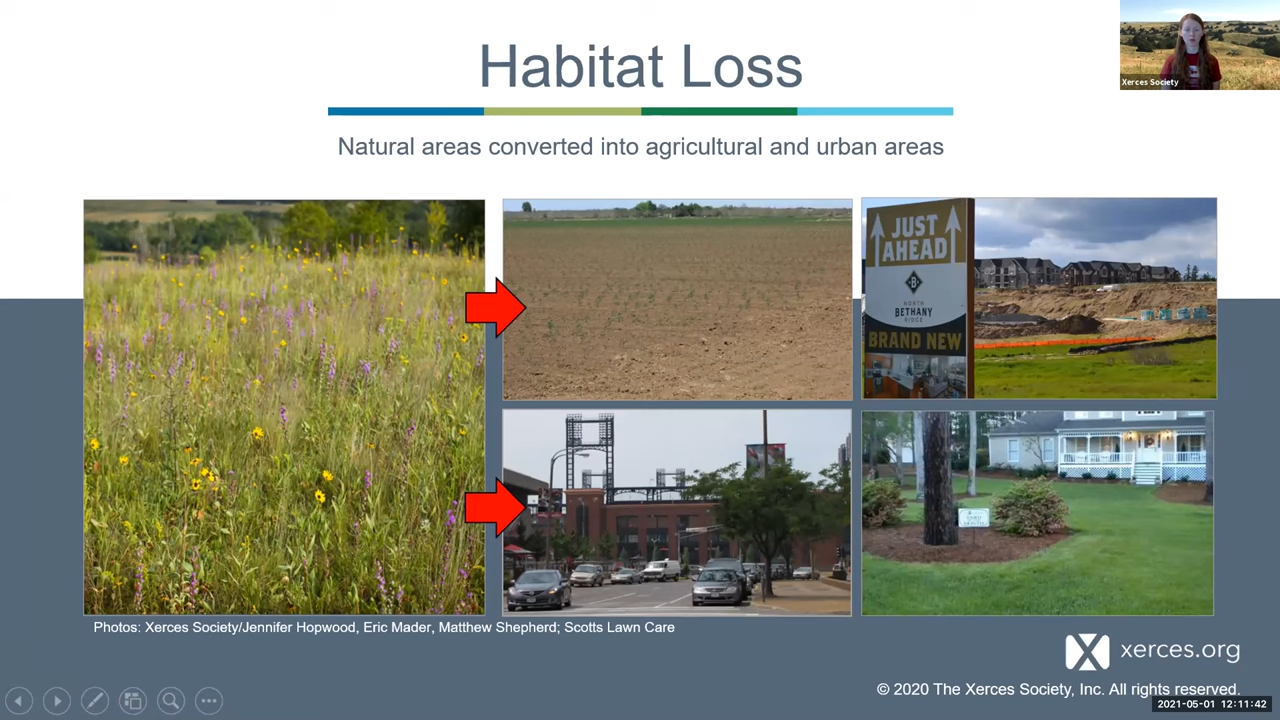 Habitat Loss
Xerces Society
Natural areas converted into agricultural and urban areas
JUST
AHEAD
B
NORTH
BETHANY
RIDGE
BRAND NEW
Photos: Xerces Society/Jennifer Hopwood, Eric Mader, Matthew Shepherd; Scotts Lawn Care
xerces.org
© 2020 The Xerces Society, Inc. All rights reserved.
2021-05-01 12:11:42